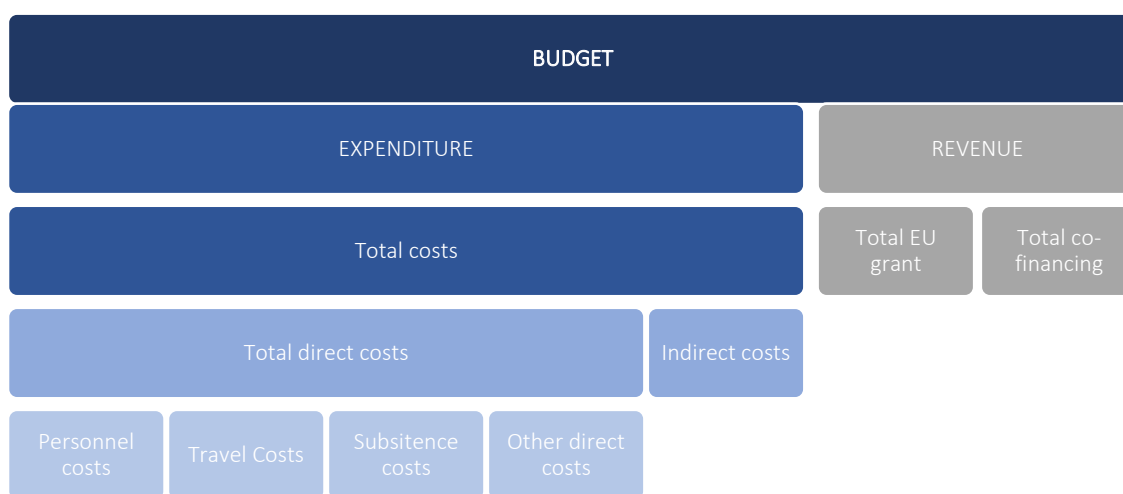 BUDGET
EXPENDITURE
REVENUE
Total costs
Total EU
grant
Total co-
financing
Total direct costs
Indirect costs
Personnel
costs
Travel Costs
Subsitence
costs
Other direct
costs